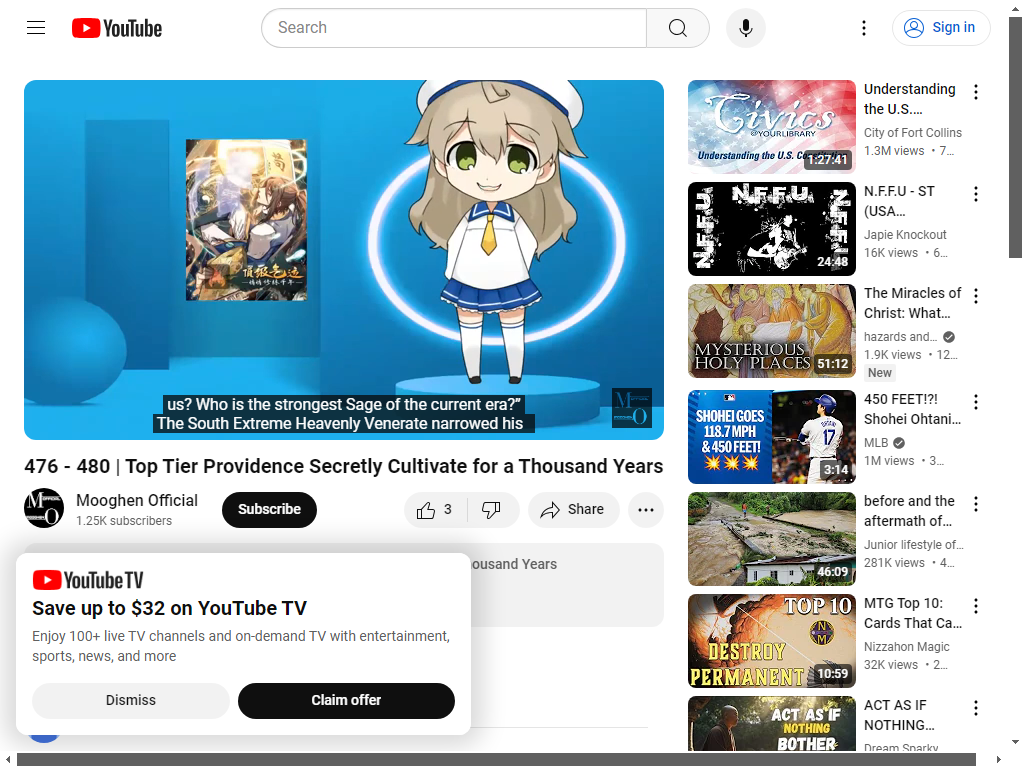 YouTube
Search
Sign in
頂級氣運
悄悄修煉千年
us? Who is the strongest Sage of the current era?”
The South Extreme Heavenly Venerate narrowed his
476 - 480 | Top Tier Providence Secretly Cultivate for a Thousand Years
Mooghen Official
1.25K subscribers
Subscribe
3
Share
ousand Years
YouTube TV
Save up to $32 on YouTube TV
Enjoy 100+ live TV channels and on-demand TV with entertainment,
sports, news, and more
Dismiss
Claim offer
Civics
@YOURLIBRARY
Understanding the U.S. Co
1:27:41
Understanding
the U.S....
City of Fort Collins
1.3M views • 7...
N.F.F.U.
N.F.F.U
N.F.F.U
24:48
N.F.F.U - ST
(USA...
Japie Knockout
16K views • 6...
MYSTERIOUS
HOLY PLACES
51:12
The Miracles of
Christ: What...
hazards and...
1.9K views • 12...
New
MLB
SHOHEI GOES
118.7 MPH
& 450 FEET!
17
3:14
450 FEET!?!
Shohei Ohtani...
MLB
1M views • 3...
46:09
before and the
aftermath of...
Junior lifestyle of...
281K views • 4...
TOP 10
N
M
DESTROY
PERMANENT
10:59
MTG Top 10:
Cards That Ca...
Nizzahon Magic
32K views • 2...
ACT AS IF
NOTHING
BOTHER
ACT AS IF
NOTHING...
Dream Sparky